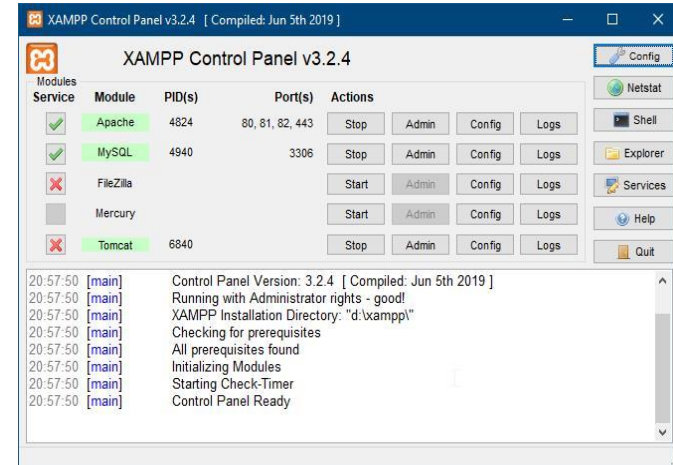 XAMPP Control Panel v3.2.4 [ Compiled: Jun 5th 2019 ]
XAMPP Control Panel v3.2.4
Config
Modules
Service Module PID(s) Port(s) Actions
Netstat
Apache 4824 80, 81, 82, 443 Stop Admin Config Logs
Shell
MySQL 4940 3306 Stop Admin Config Logs
Explorer
FileZilla Start Admin Config Logs
Services
Mercury Start Admin Config Logs
Help
Tomcat 6840 Stop Admin Config Logs
Quit
20:57:50 [main] Control Panel Version: 3.2.4 [ Compiled: Jun 5th 2019 ]
20:57:50 [main] Running with Administrator rights - good!
20:57:50 [main] XAMPP Installation Directory: "d:\xampp\"
20:57:50 [main] Checking for prerequisites
20:57:50 [main] All prerequisites found
20:57:50 [main] Initializing Modules
20:57:50 [main] Starting Check-Timer
20:57:50 [main] Control Panel Ready